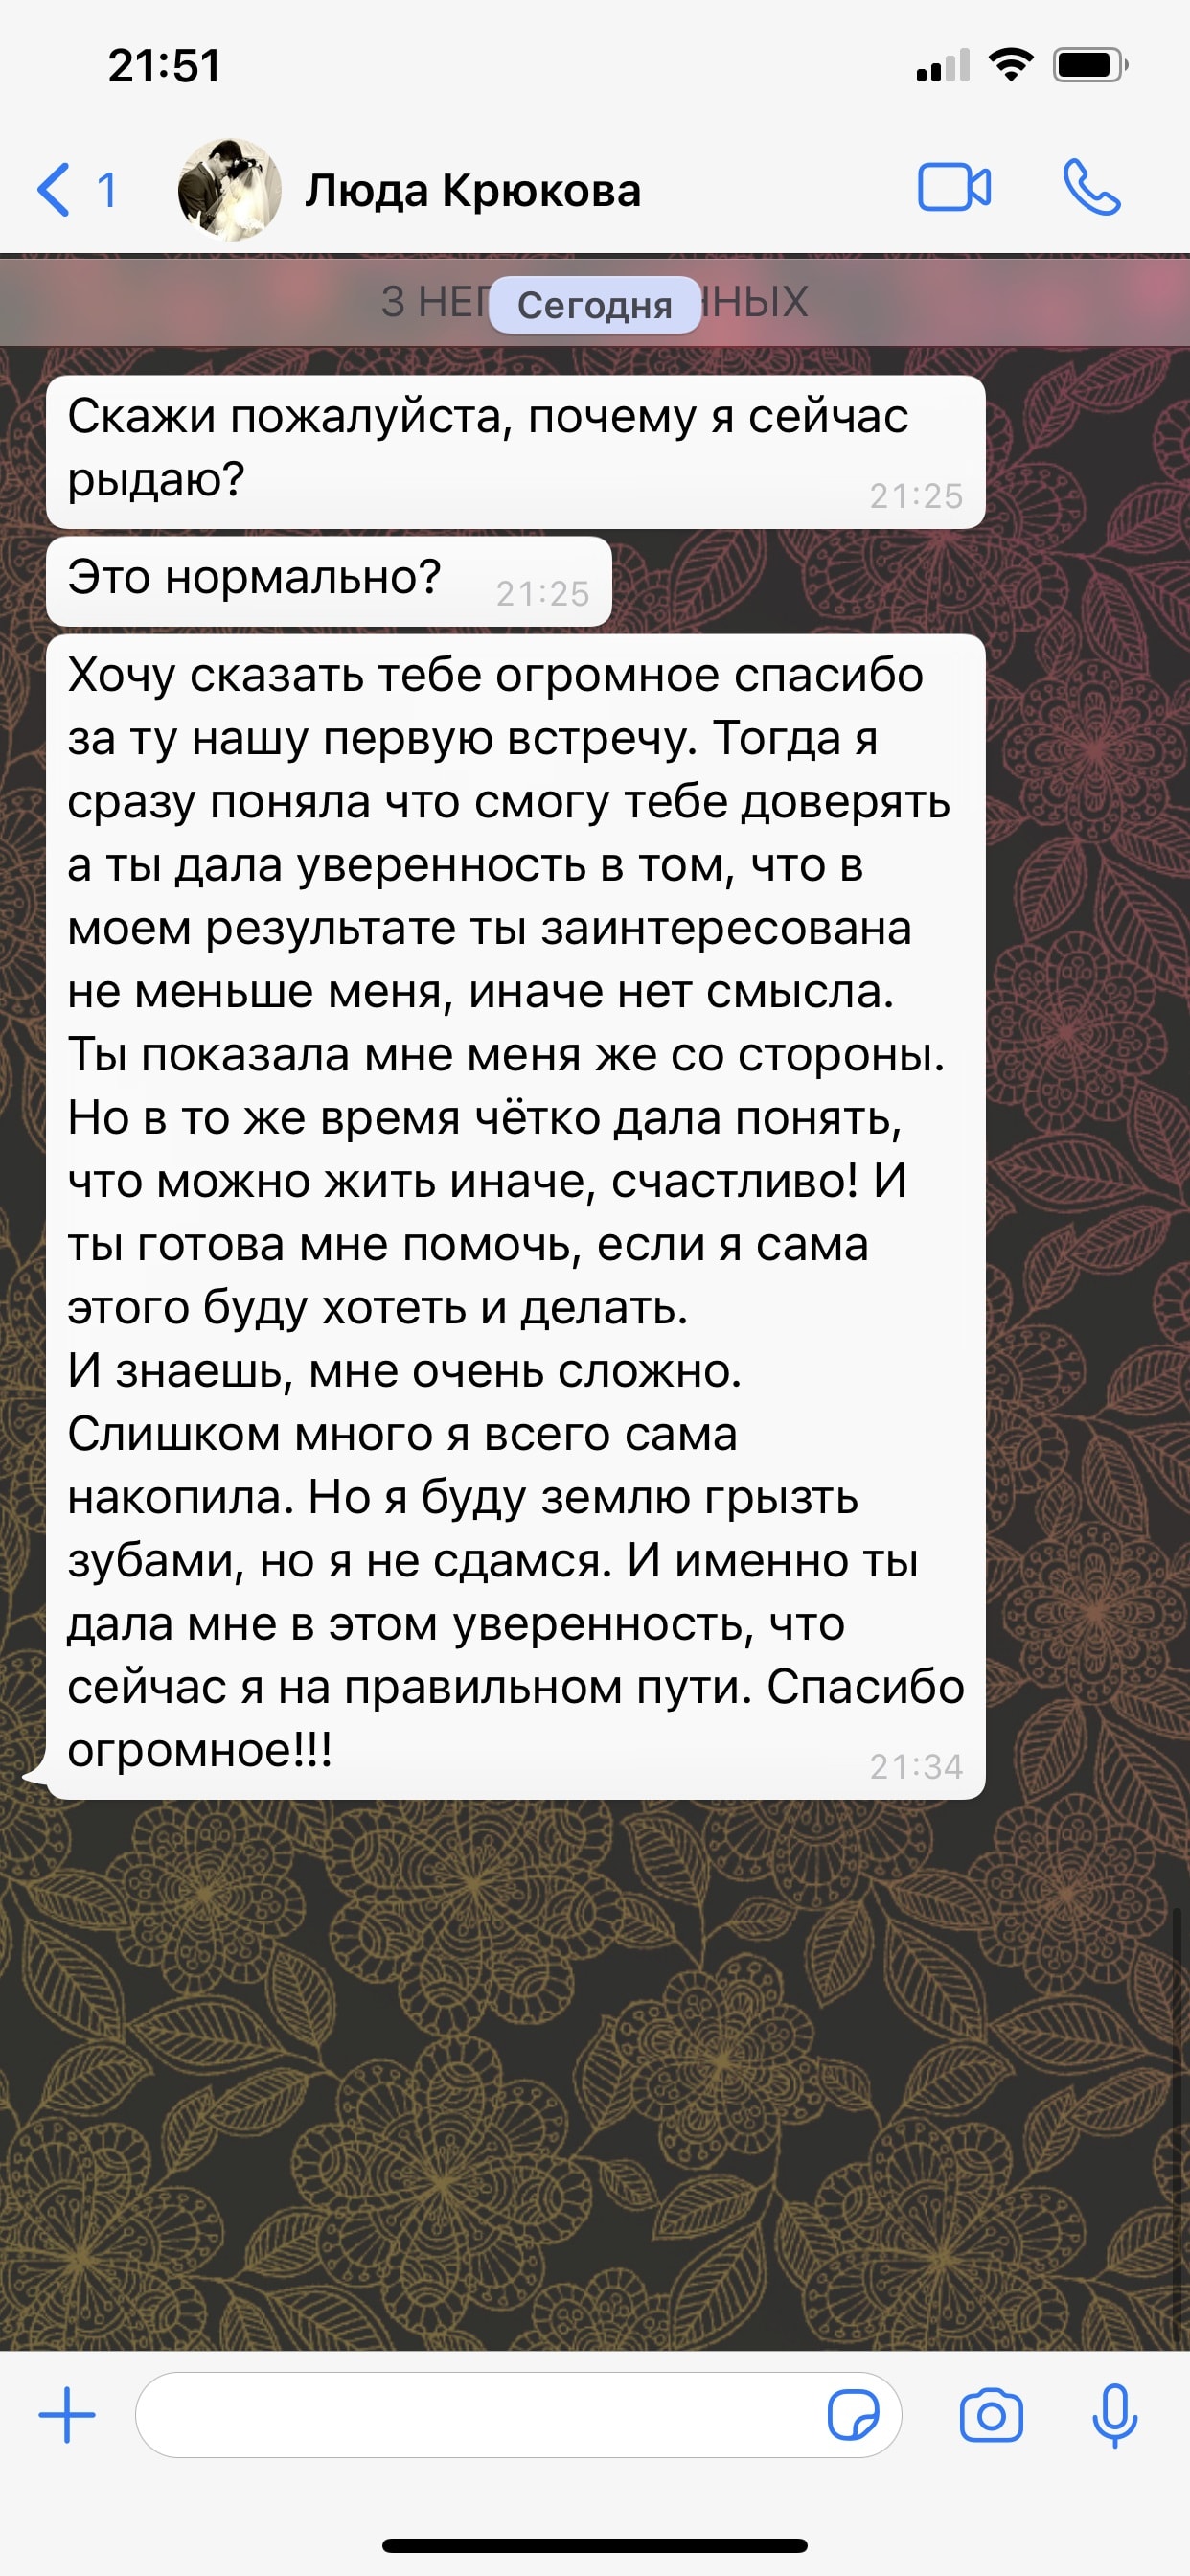 21:51
1
Люда Крюкова
Сегодня
Скажи пожалуйста, почему я сейчас
рыдаю?
21:25
Это нормально?
21:25
Хочу сказать тебе огромное спасибо
за ту нашу первую встречу. Тогда я
сразу поняла что смогу тебе доверять
а ты дала уверенность в том, что в
моем результате ты заинтересована
не меньше меня, иначе нет смысла.
Ты показала мне меня же со стороны.
Но в то же время чётко дала понять,
что можно жить иначе, счастливо! И
ты готова мне помочь, если я сама
этого буду хотеть и делать.
И знаешь, мне очень сложно.
Слишком много я всего сама
накопила. Но я буду землю грызть
зубами, но я не сдамся. И именно ты
дала мне в этом уверенность, что
сейчас я на правильном пути. Спасибо
огромное!!!
21:34